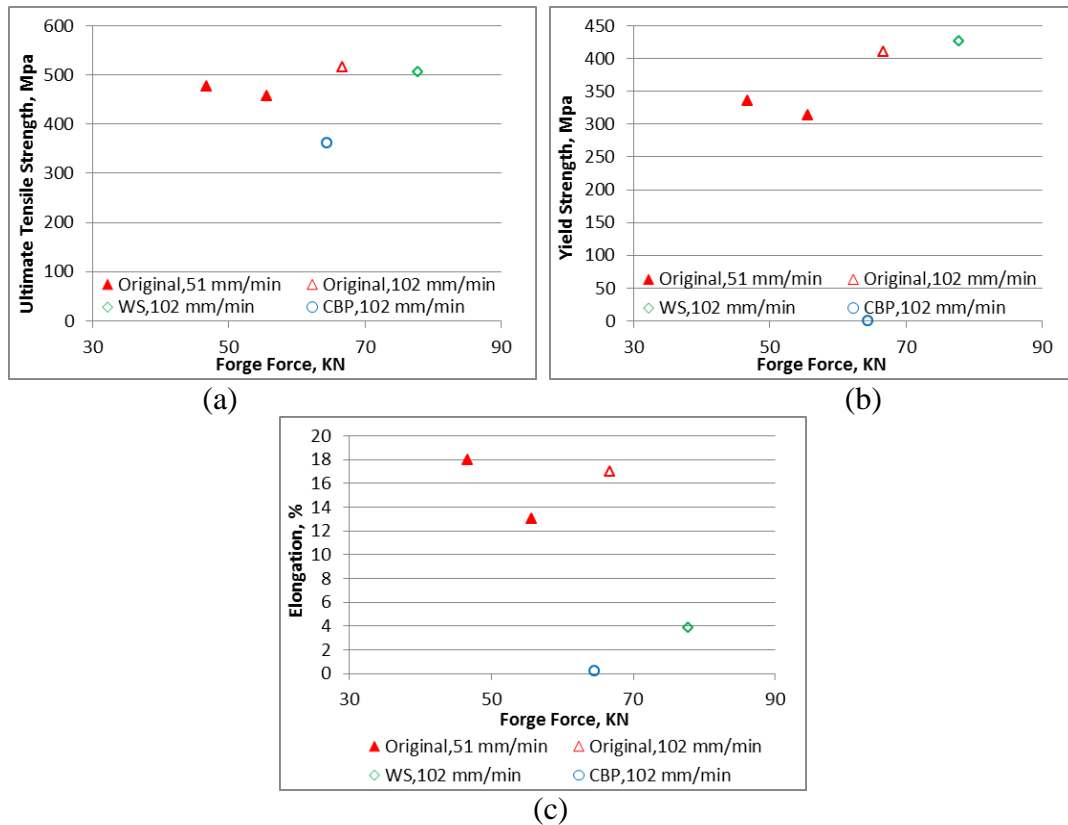 600
500
400
300
200
100
0
Ultimate Tensile Strength, Mpa
Original,51 mm/min Original,102 mm/min
WS,102 mm/min CBP,102 mm/min
30 50 70 90
Forge Force, KN
(a)
450
400
350
300
250
200
150
100
50
0
Yield Strength, Mpa
Original,51 mm/min Original,102 mm/min
WS,102 mm/min CBP,102 mm/min
30 50 70 90
Forge Force, KN
(b)
20
18
16
14
12
10
8
6
4
2
0
Elongation, %
30 50 70 90
Forge Force, KN
Original,51 mm/min Original,102 mm/min
WS,102 mm/min CBP,102 mm/min
(c)